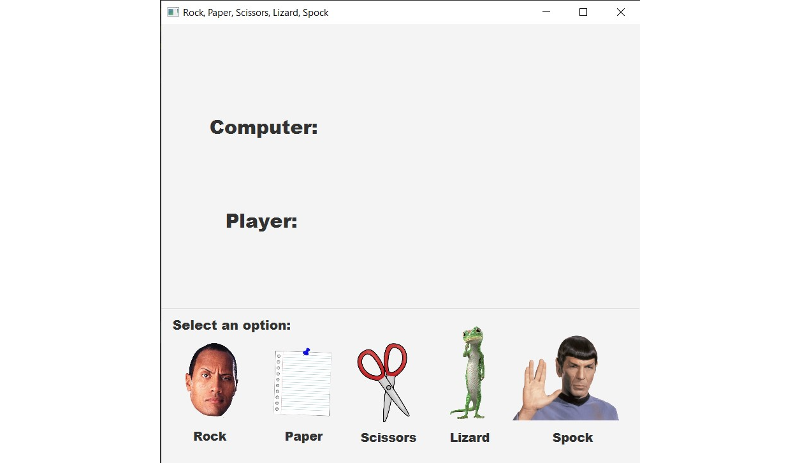 Rock, Paper, Scissors, Lizard, Spock
Computer:
Player:
Select an option:
Rock Paper Scissors Lizard Spock